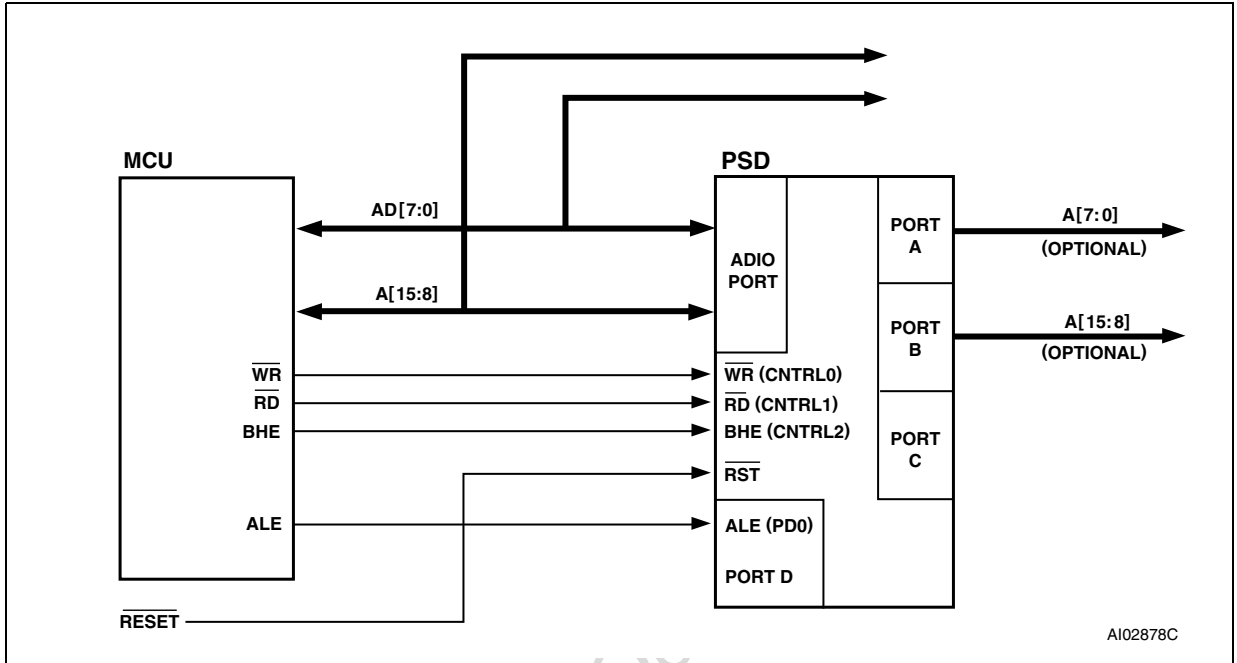 MCU
PSD
AD[7:0]
A[15:8]
WR
RD
BHE
ALE
RESET
ADIO
PORT
WR (CNTRL0)
RD (CNTRL1)
BHE (CNTRL2)
RST
ALE (PD0)
PORT D
PORT
A
PORT
B
PORT
C
A[7:0]
(OPTIONAL)
A[15:8]
(OPTIONAL)
AI02878C